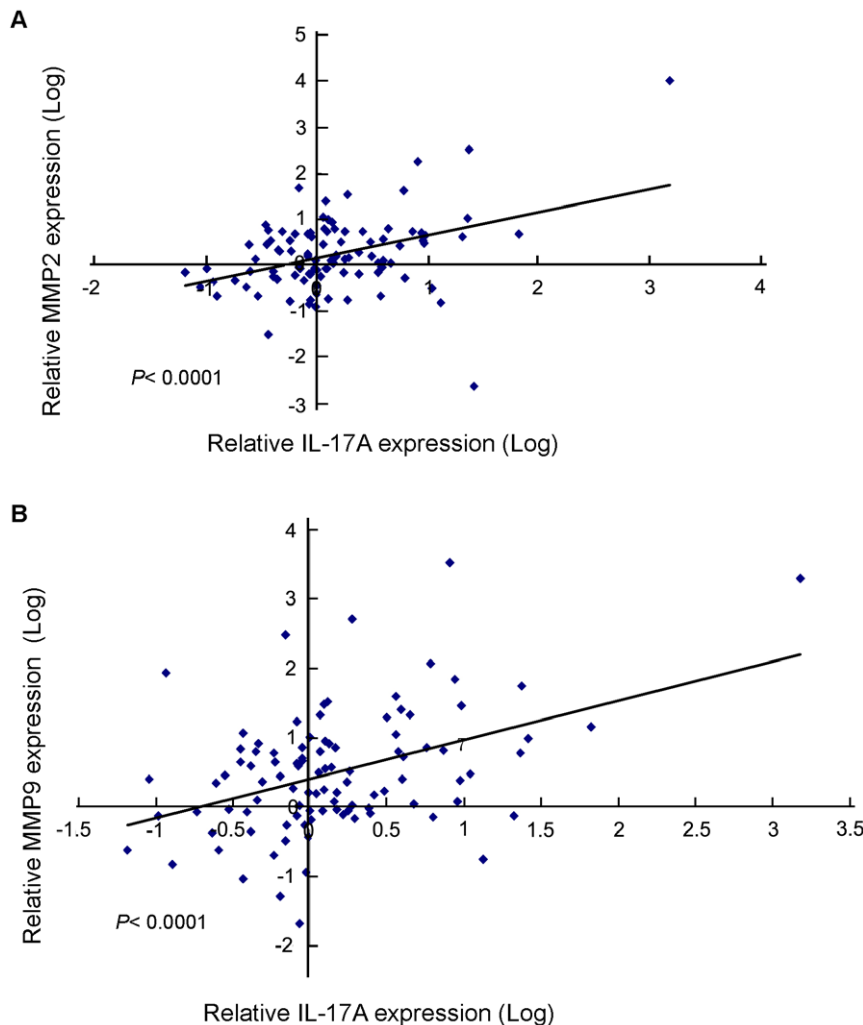 A
5
4
3
2
1
-2 -1 0 1 2 3 4
-1
-2
-3
Relative MMP2 expression (Log)
P< 0.0001
Relative IL-17A expression (Log)
B
4
3
2
1
0
-1.5 -1 -0.5 0 0.5 1 1.5 2 2.5 3 3.5
-1
-2
Relative MMP9 expression (Log)
7
P< 0.0001
Relative IL-17A expression (Log)